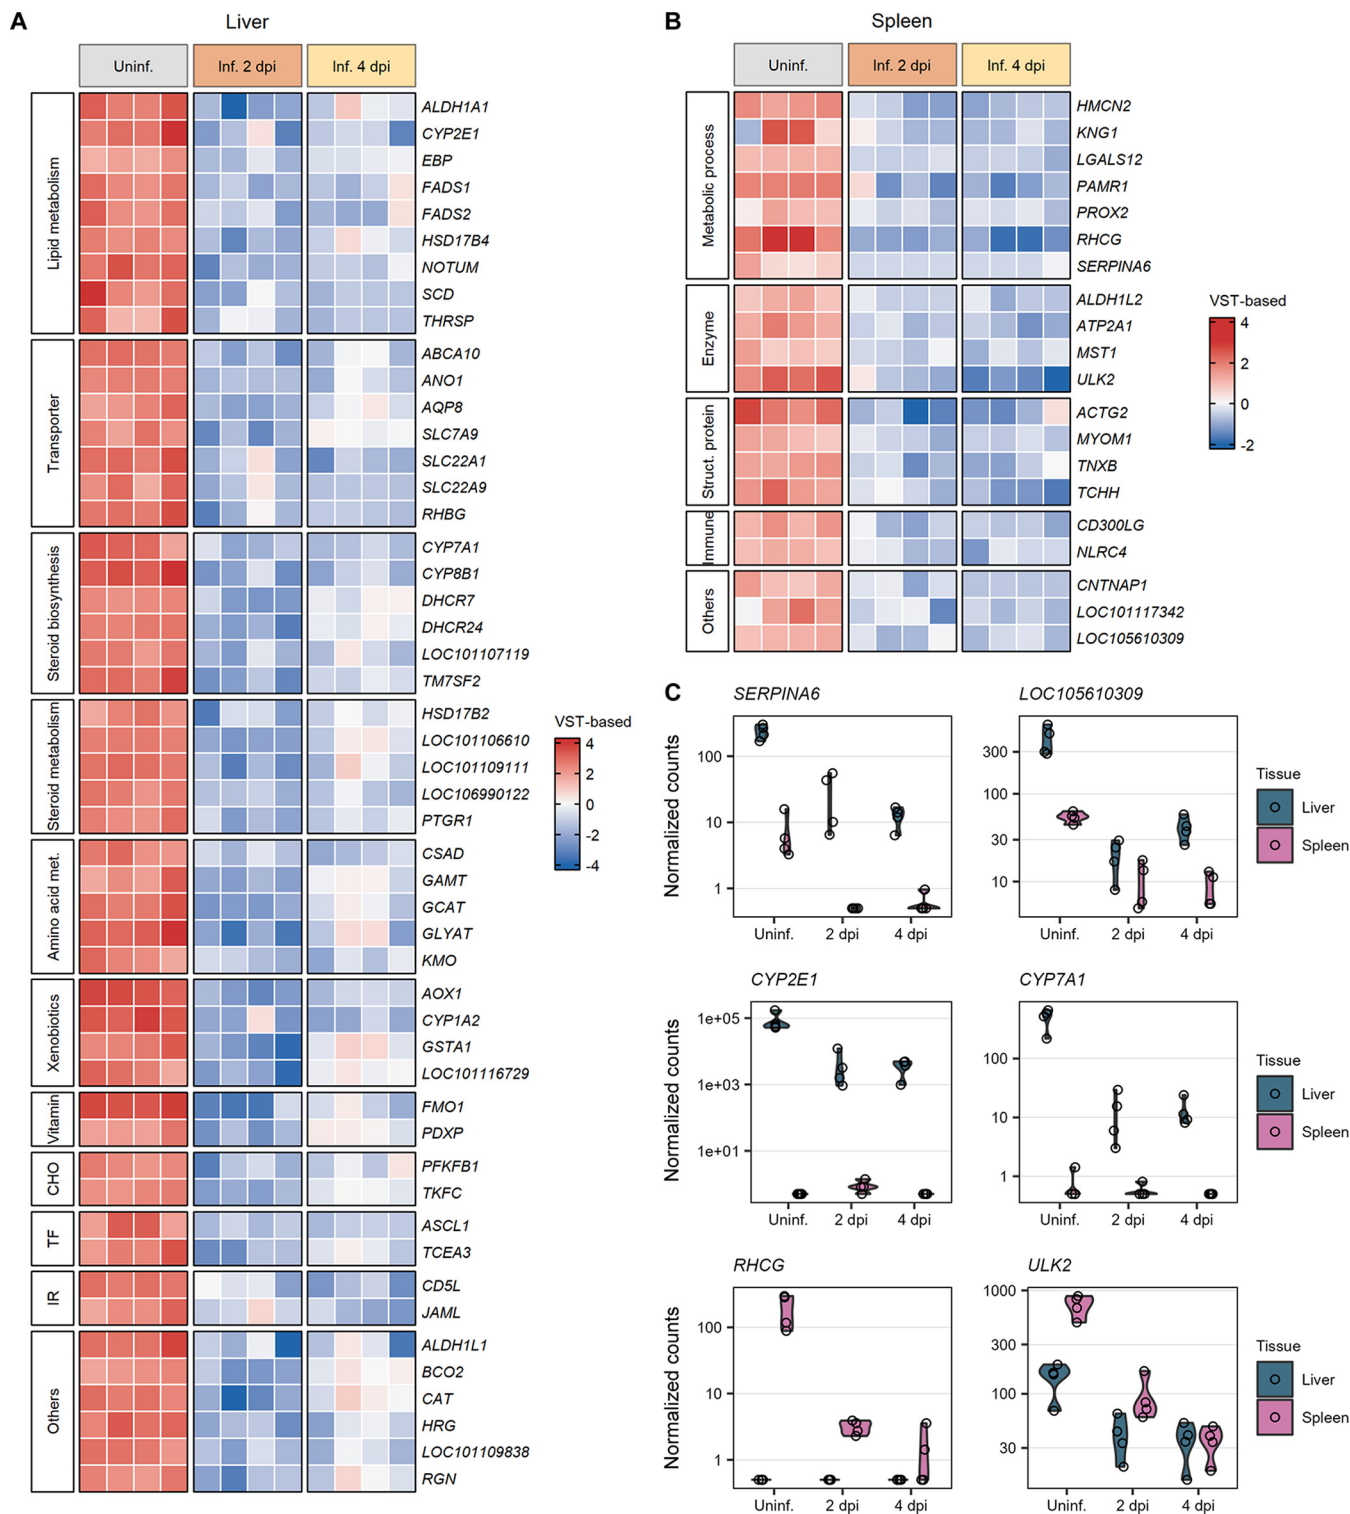 A
Liver
Uninf.
Inf. 2 dpi
Inf. 4 dpi
Lipid metabolism
ALDH1A1
CYP2E1
EBP
FADS1
FADS2
HSD17B4
NOTUM
SCD
THRSP
Transporter
ABCA10
ANO1
AQP8
SLC7A9
SLC22A1
SLC22A9
RHBG
Steroid biosynthesis
CYP7A1
CYP8B1
DHCR7
DHCR24
LOC101107119
TM7SF2
Steroid metabolism
HSD17B2
LOC101106610
LOC101109111
LOC106990122
PTGR1
Amino acid met.
CSAD
GAMT
GCAT
GLYAT
KMO
Xenobiotics
AOX1
CYP1A2
GSTA1
LOC101116729
Vitamin
FMO1
PDXP
CHO
PFKFB1
TKFC
TF
ASCL1
TCEA3
IR
CD5L
JAML
Others
ALDH1L1
BCO2
CAT
HRG
LOC101109838
RGN
VST-based
4
2
0
-2
-4
B
Spleen
Uninf.
Inf. 2 dpi
Inf. 4 dpi
Metabolic process
HMCN2
KNG1
LGALS12
PAMR1
PROX2
RHCG
SERPINA6
Enzyme
ALDH1L2
ATP2A1
MST1
ULK2
Struct. protein
ACTG2
MYOM1
TNXB
TCHH
Immune
CD300LG
NLRC4
Others
CNTNAP1
LOC101117342
LOC105610309
VST-based
4
2
0
-2
C
SERPINA6
Normalized counts
100
10
1
Uninf.
2 dpi
4 dpi
LOC105610309
300
100
30
10
Uninf.
2 dpi
4 dpi
Tissue
Liver
Spleen
CYP2E1
Normalized counts
1e+05
1e+03
1e+01
Uninf.
2 dpi
4 dpi
CYP7A1
100
10
1
Uninf.
2 dpi
4 dpi
Tissue
Liver
Spleen
RHCG
Normalized counts
100
10
1
Uninf.
2 dpi
4 dpi
ULK2
1000
300
100
30
Uninf.
2 dpi
4 dpi
Tissue
Liver
Spleen